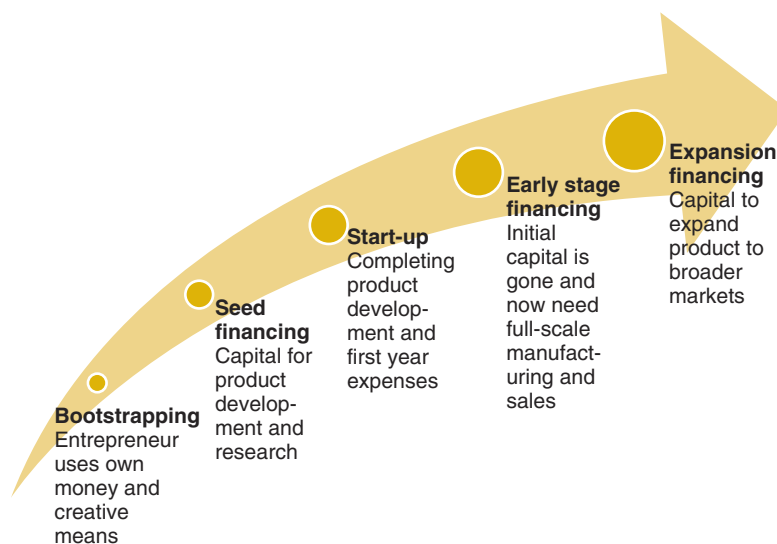 Bootstrapping
Entrepreneur
uses own
money and
creative
means
Seed
financing
Capital for
product
develop-
ment and
research
Start-up
Completing
product
develop-
ment and
first year
expenses
Early stage
financing
Initial
capital is
gone and
now need
full-scale
manufact-
uring and
sales
Expansion
financing
Capital to
expand
product to
broader
markets